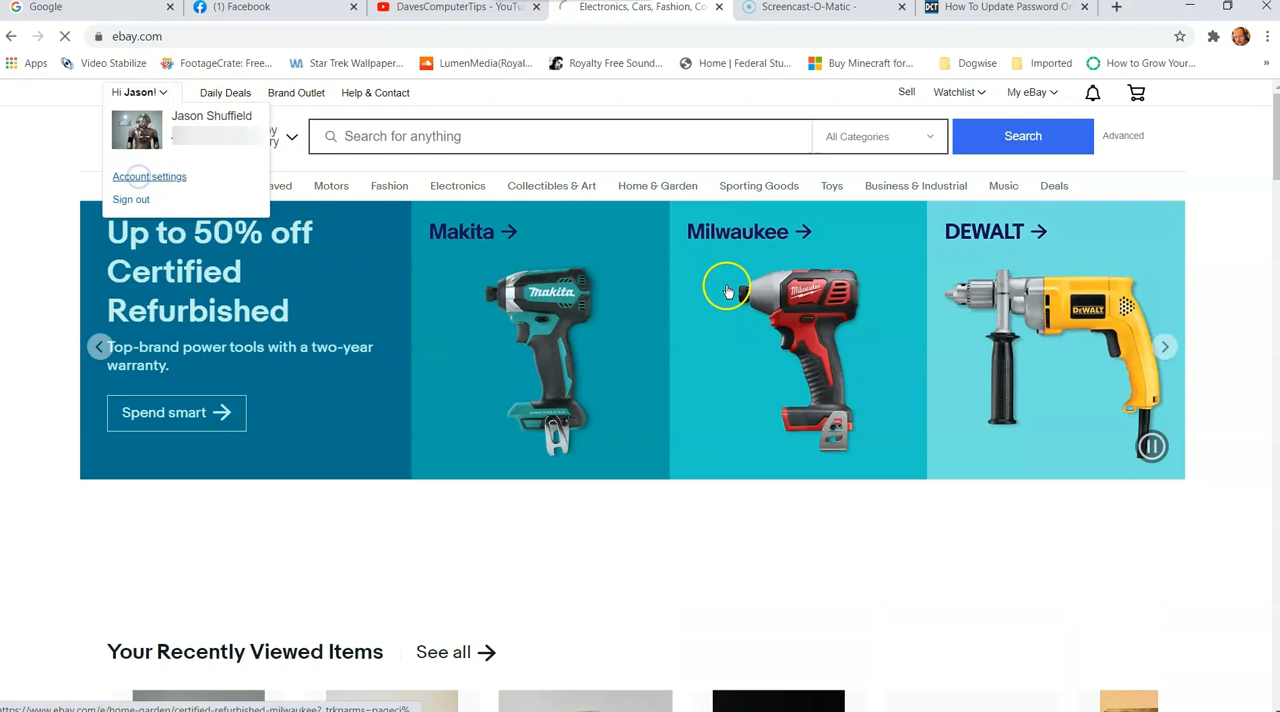 Google
(1) Facebook
DavesComputerTips - YouTu
Electronics, Cars, Fashion, Co
Screencast-O-Matic -
DCT
How To Update Password On
ebay.com
Apps
Video Stabilize
FootageCrate: Free...
Star Trek Wallpaper...
LumenMedia(Royal...
Royalty Free Sound...
Home | Federal Stu...
Buy Minecraft for...
Dogwise
Imported
How to Grow Your...
»
Hi Jason!
Daily Deals
Brand Outlet
Help & Contact
Sell
Watchlist
My eBay
Jason Shuffield
Account settings
Sign out
Search for anything
All Categories
Search
Advanced
aved
Motors
Fashion
Electronics
Collectibles & Art
Home & Garden
Sporting Goods
Toys
Business & Industrial
Music
Deals
Up to 50% off
Certified
Refurbished
Top-brand power tools with a two-year
warranty.
Spend smart
Makita
Makita
Milwaukee
Milwaukee
DEWALT
DEWALT
Your Recently Viewed Items
See all